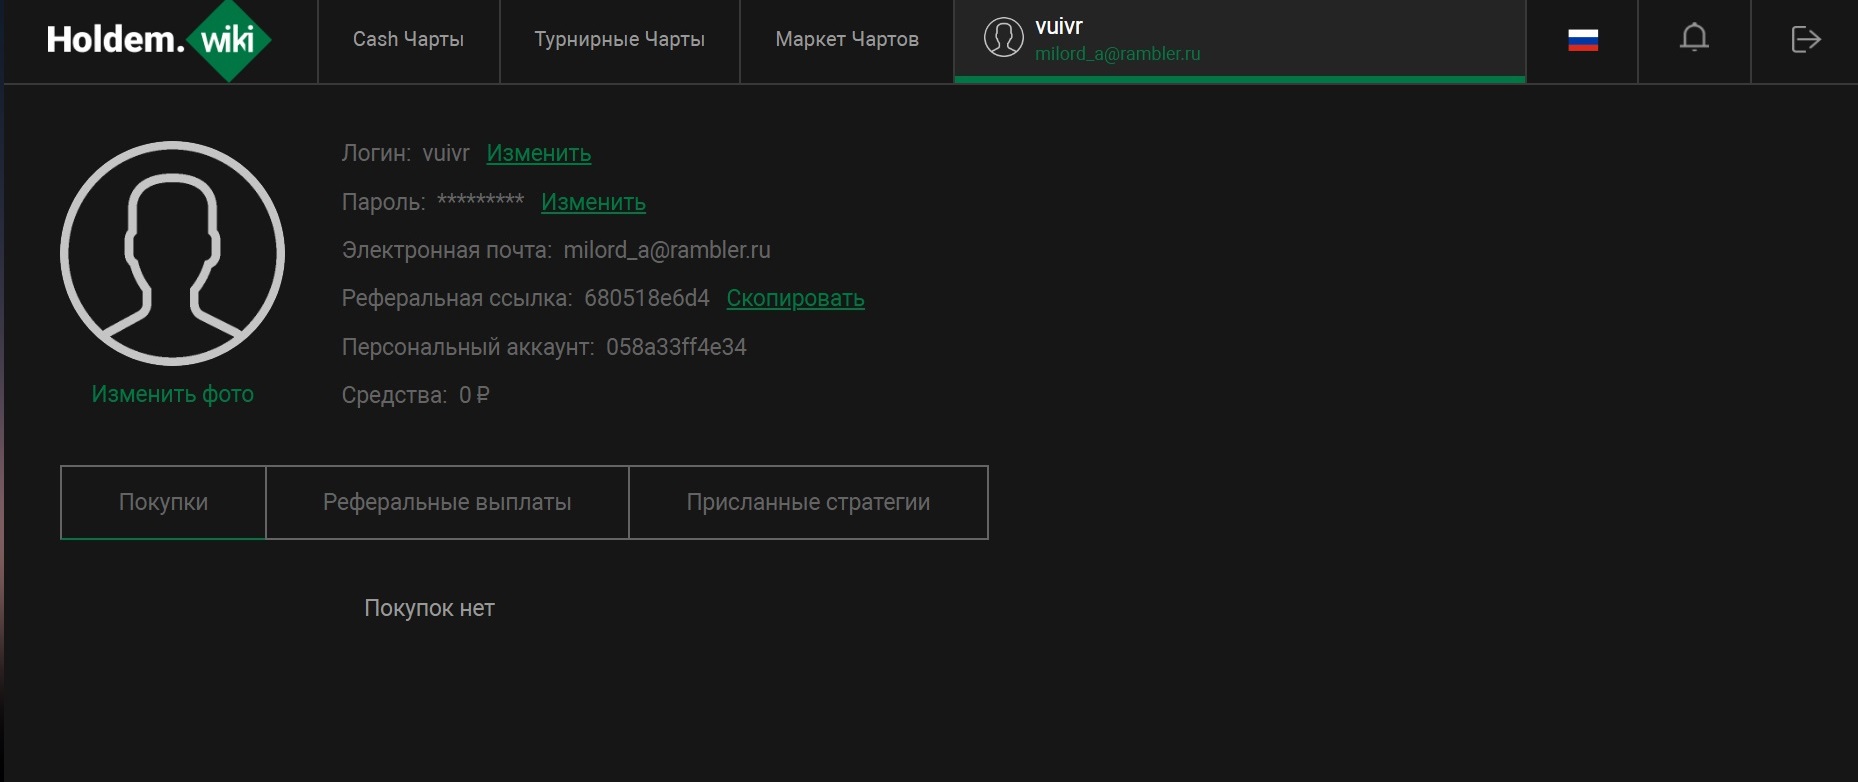 Holdem.wiki
Cash Чарты
Турнирные Чарты
Маркет Чартов
vuivr
milord_a@rambler.ru
Логин: vuivr Изменить
Пароль: ********* Изменить
Электронная почта: milord_a@rambler.ru
Реферальная ссылка: 680518e6d4 Скопировать
Персональный аккаунт: 058a33ff4e34
Средства: 0 ₽
Изменить фото
Покупки
Реферальные выплаты
Присланные стратегии
Покупок нет